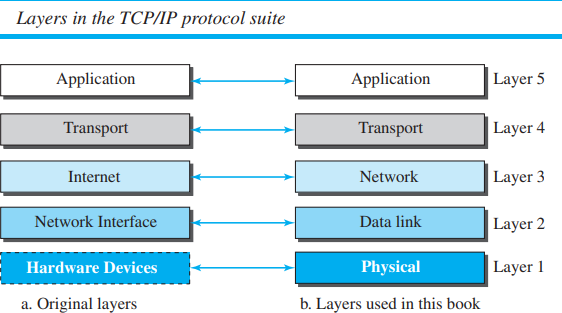 Layers in the TCP/IP protocol suite
Application Application Layer 5
Transport Transport Layer 4
Internet Network Layer 3
Network Interface Data link Layer 2
Hardware Devices Physical Layer 1
a. Original layers b. Layers used in this book